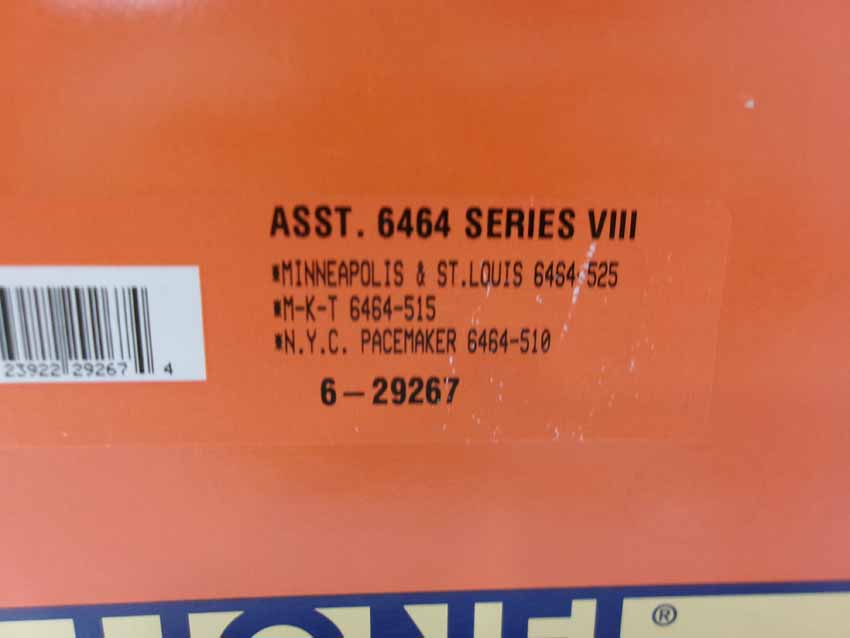 ASST. 6464 SERIES VIII
*MINNEAPOLIS & ST.LOUIS 6464-525
*M-K-T 6464-515
*N.Y.C. PACEMAKER 6464-510
6-29267
23922 29267 4
®